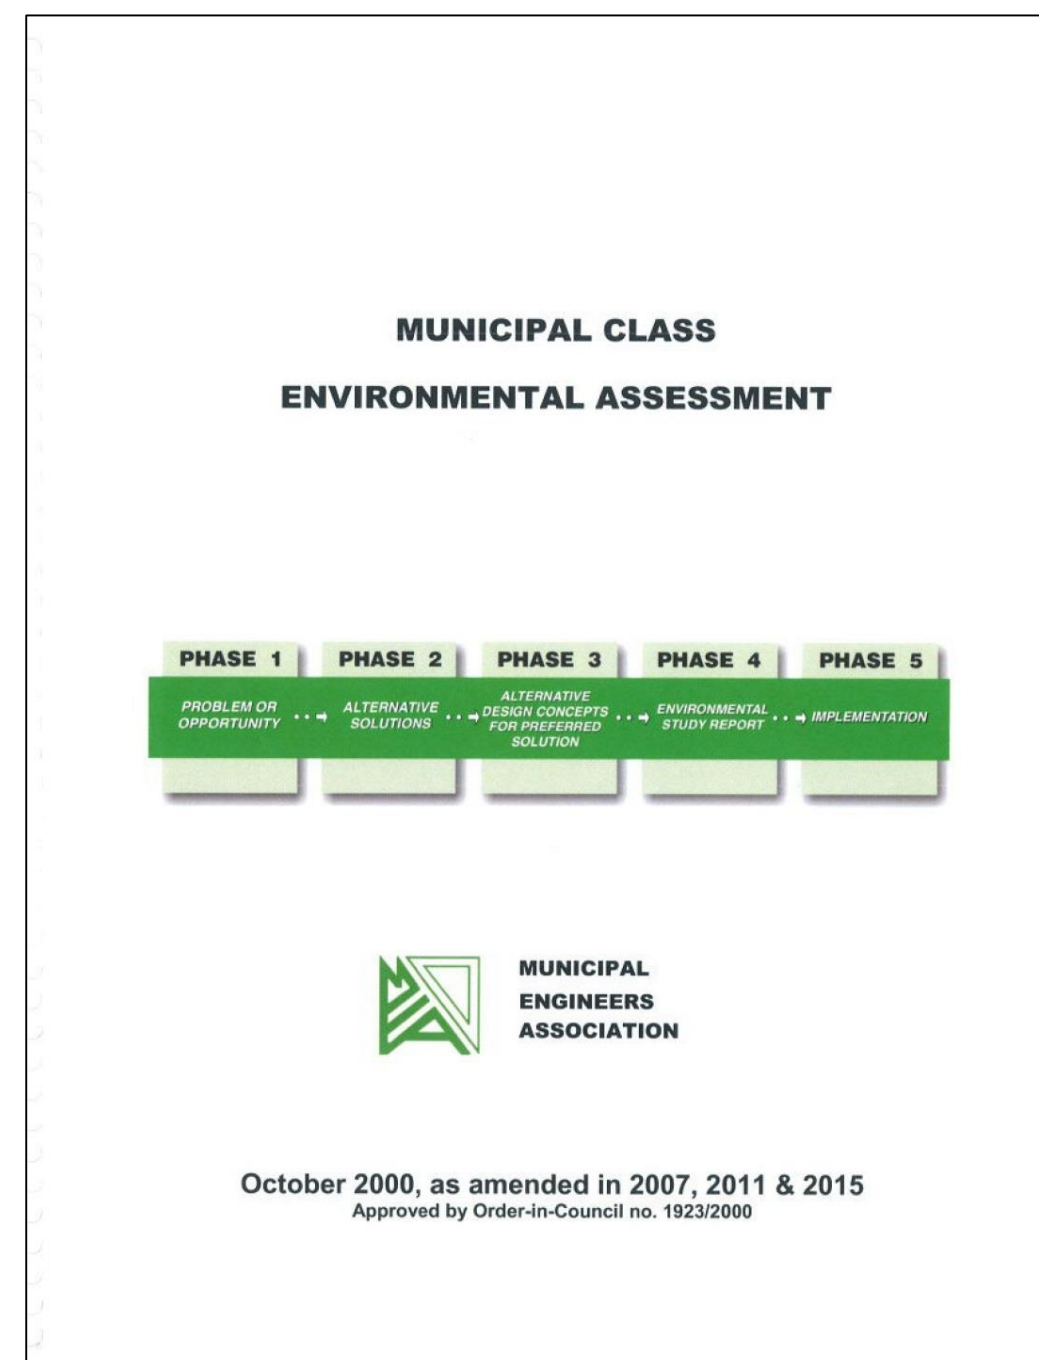 MUNICIPAL CLASS
ENVIRONMENTAL ASSESSMENT
PHASE 1
PROBLEM OR
OPPORTUNITY
PHASE 2
ALTERNATIVE
SOLUTIONS
PHASE 3
ALTERNATIVE
DESIGN CONCEPTS
FOR PREFERRED
SOLUTION
PHASE 4
ENVIRONMENTAL
STUDY REPORT
PHASE 5
IMPLEMENTATION
MEA
MUNICIPAL
ENGINEERS
ASSOCIATION
October 2000, as amended in 2007, 2011 & 2015
Approved by Order-in-Council no. 1923/2000